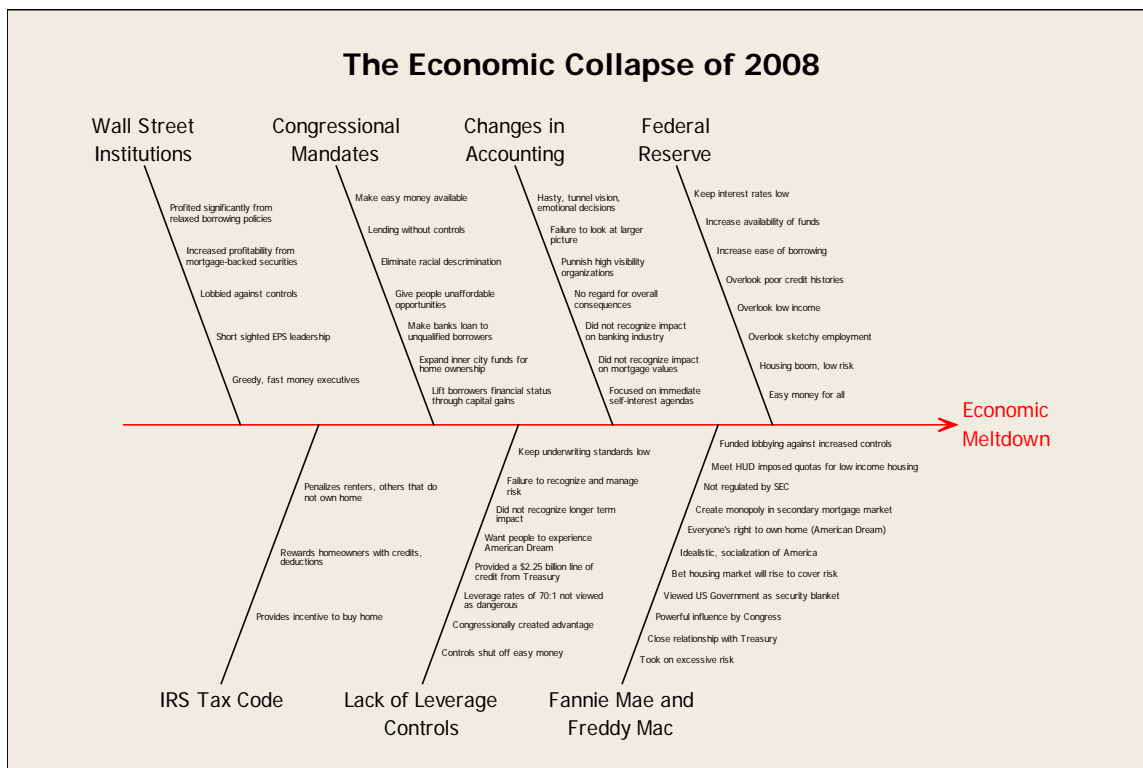 The Economic Collapse of 2008
Wall Street
Institutions
Profited significantly from
relaxed borrowing policies
Increased profitability from
mortgage-backed securities
Lobbied against controls
Short sighted EPS leadership
Greedy, fast money executives
Congressional
Mandates
Make easy money available
Lending without controls
Eliminate racial descrimination
Give people unaffordable
opportunities
Make banks loan to
unqualified borrowers
Expand inner city funds for
home ownership
Lift borrowers financial status
through capital gains
Changes in
Accounting
Hasty, tunnel vision,
emotional decisions
Failure to look at larger
picture
Punnish high visibility
organizations
No regard for overall
consequences
Did not recognize impact
on banking industry
Did not recognize impact
on mortgage values
Focused on immediate
self-interest agendas
Federal
Reserve
Keep interest rates low
Increase availability of funds
Increase ease of borrowing
Overlook poor credit histories
Overlook low income
Overlook sketchy employment
Housing boom, low risk
Easy money for all
Economic
Meltdown
Penalizes renters, others that do
not own home
Rewards homeowners with credits,
deductions
Provides incentive to buy home
IRS Tax Code
Keep underwriting standards low
Failure to recognize and manage
risk
Did not recognize longer term
impact
Want people to experience
American Dream
Provided a $2.25 billion line of
credit from Treasury
Leverage rates of 70:1 not viewed
as dangerous
Congressionally created advantage
Controls shut off easy money
Lack of Leverage
Controls
Funded lobbying against increased controls
Meet HUD imposed quotas for low income housing
Not regulated by SEC
Create monopoly in secondary mortgage market
Everyone's right to own home (American Dream)
Idealistic, socialization of America
Bet housing market will rise to cover risk
Viewed US Government as security blanket
Powerful influence by Congress
Close relationship with Treasury
Took on excessive risk
Fannie Mae and
Freddy Mac